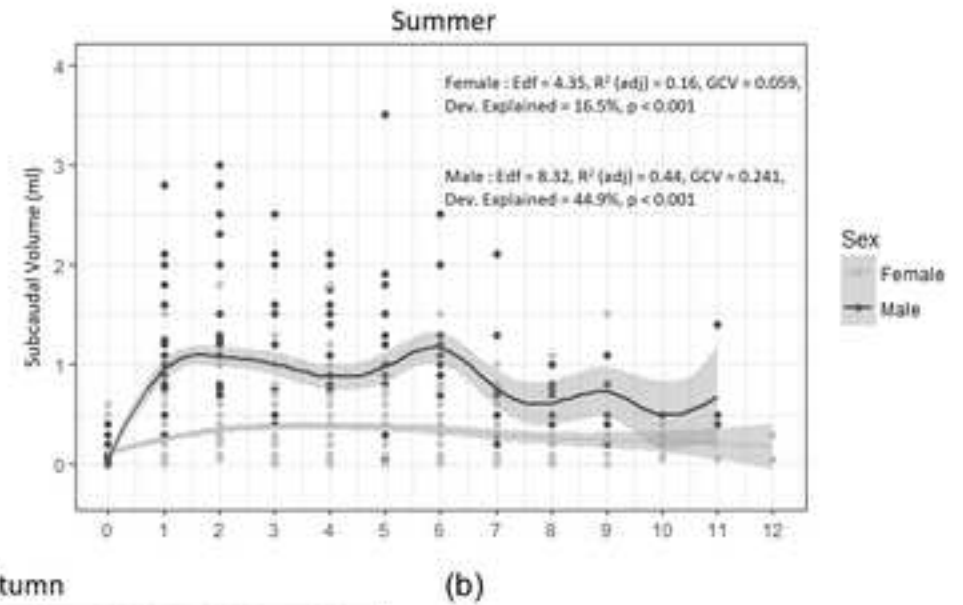 Summer
Female : Edf = 4.35, R² (adj) = 0.16, GCV = 0.059,
Dev. Explained = 16.5%, p < 0.001
Male : Edf = 8.32, R² (adj) = 0.44, GCV = 0.241,
Dev. Explained = 44.9%, p < 0.001
Subcaudal Volume (ml)
4
3
2
1
0
0 1 2 3 4 5 6 7 8 9 10 11 12
Sex
Female
Male
tumn
(b)